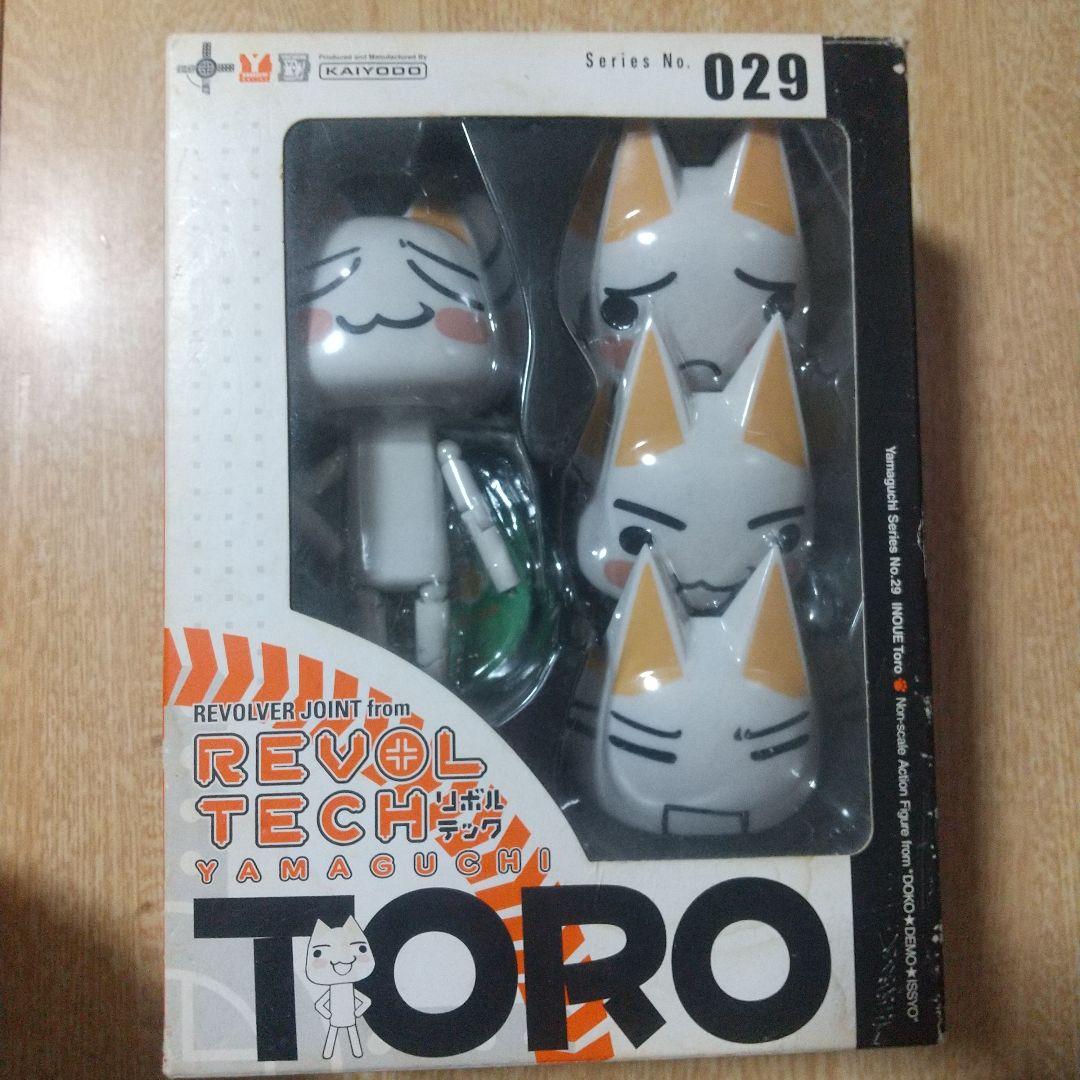 Produced and Manufactured By
KAIYODO
Series No. 029
Yamaguchi Series No.29 INOUE Toro Non-scale Action Figure from "DOKO★DEMO★ISSYO"
REVOLVER JOINT from
REVOL
TECH リボル
テック
YAMAGUCHI
TORO